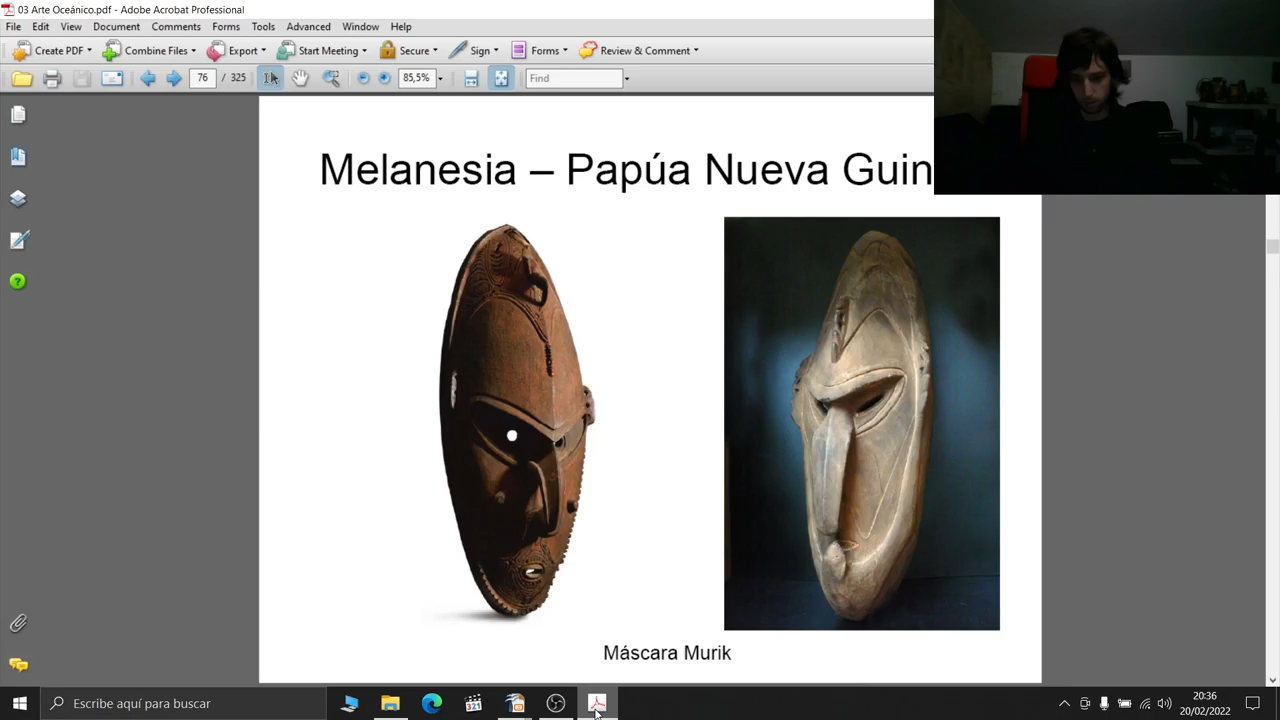 03 Arte Oceánico.pdf - Adobe Acrobat Professional
File Edit View Document Comments Forms Tools Advanced Window Help
Create PDF Combine Files Export Start Meeting Secure Sign Forms Review & Comment
76 / 325 85,5% Find
Melanesia – Papúa Nueva Guin
Máscara Murik
Escribe aquí para buscar
321
20:36
20/02/2022